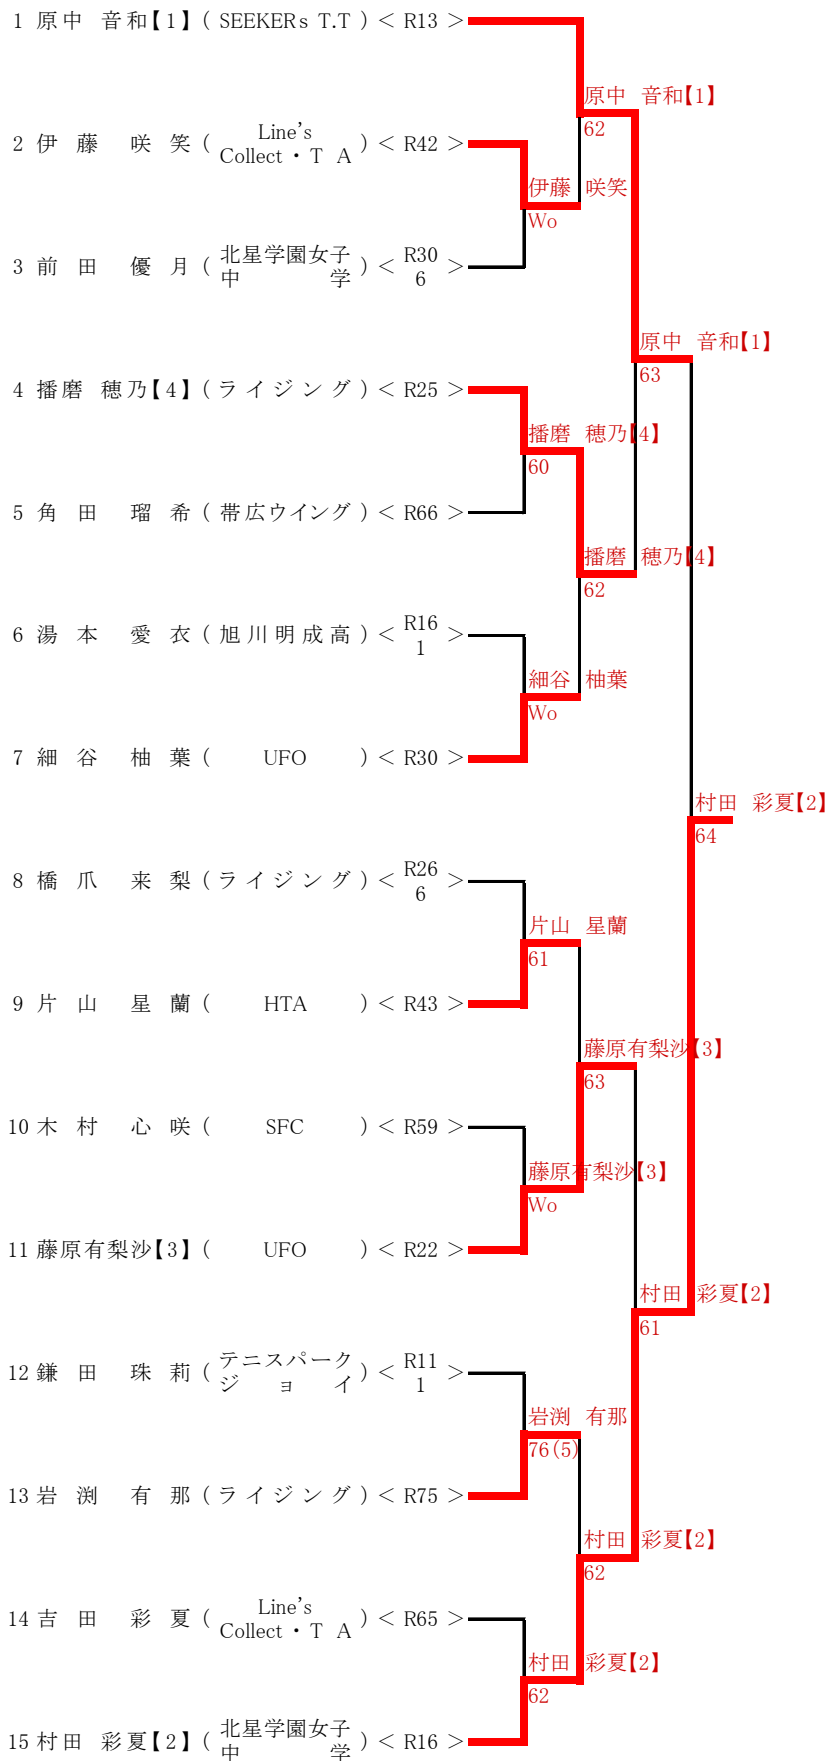 1 原中 音和【1】 ( SEEKERs T.T ) < R13 >
原中 音和【1】
62
2 伊藤 咲笑 ( Line's Collect・T A ) < R42 >
伊藤 咲笑
Wo
3 前田 優月 ( 北星学園女子中学 ) < R306 >
原中 音和【1】
63
4 播磨 穂乃【4】 ( ライジング ) < R25 >
播磨 穂乃【4】
60
5 角田 瑠希 ( 帯広ウイング ) < R66 >
播磨 穂乃【4】
62
6 湯本 愛衣 ( 旭川明成高 ) < R161 >
細谷 柚葉
Wo
7 細谷 柚葉 ( UFO ) < R30 >
村田 彩夏【2】
64
8 橋爪 来梨 ( ライジング ) < R266 >
片山 星蘭
61
9 片山 星蘭 ( HTA ) < R43 >
藤原有梨沙【3】
63
10 木村 心咲 ( SFC ) < R59 >
藤原有梨沙【3】
Wo
11 藤原有梨沙【3】 ( UFO ) < R22 >
村田 彩夏【2】
61
12 鎌田 珠莉 ( テニスパークジョイ ) < R111 >
岩渕 有那
76(5)
13 岩渕 有那 ( ライジング ) < R75 >
村田 彩夏【2】
62
14 吉田 彩夏 ( Line's Collect・T A ) < R65 >
村田 彩夏【2】
62
15 村田 彩夏【2】 ( 北星学園女子中学 ) < R16 >